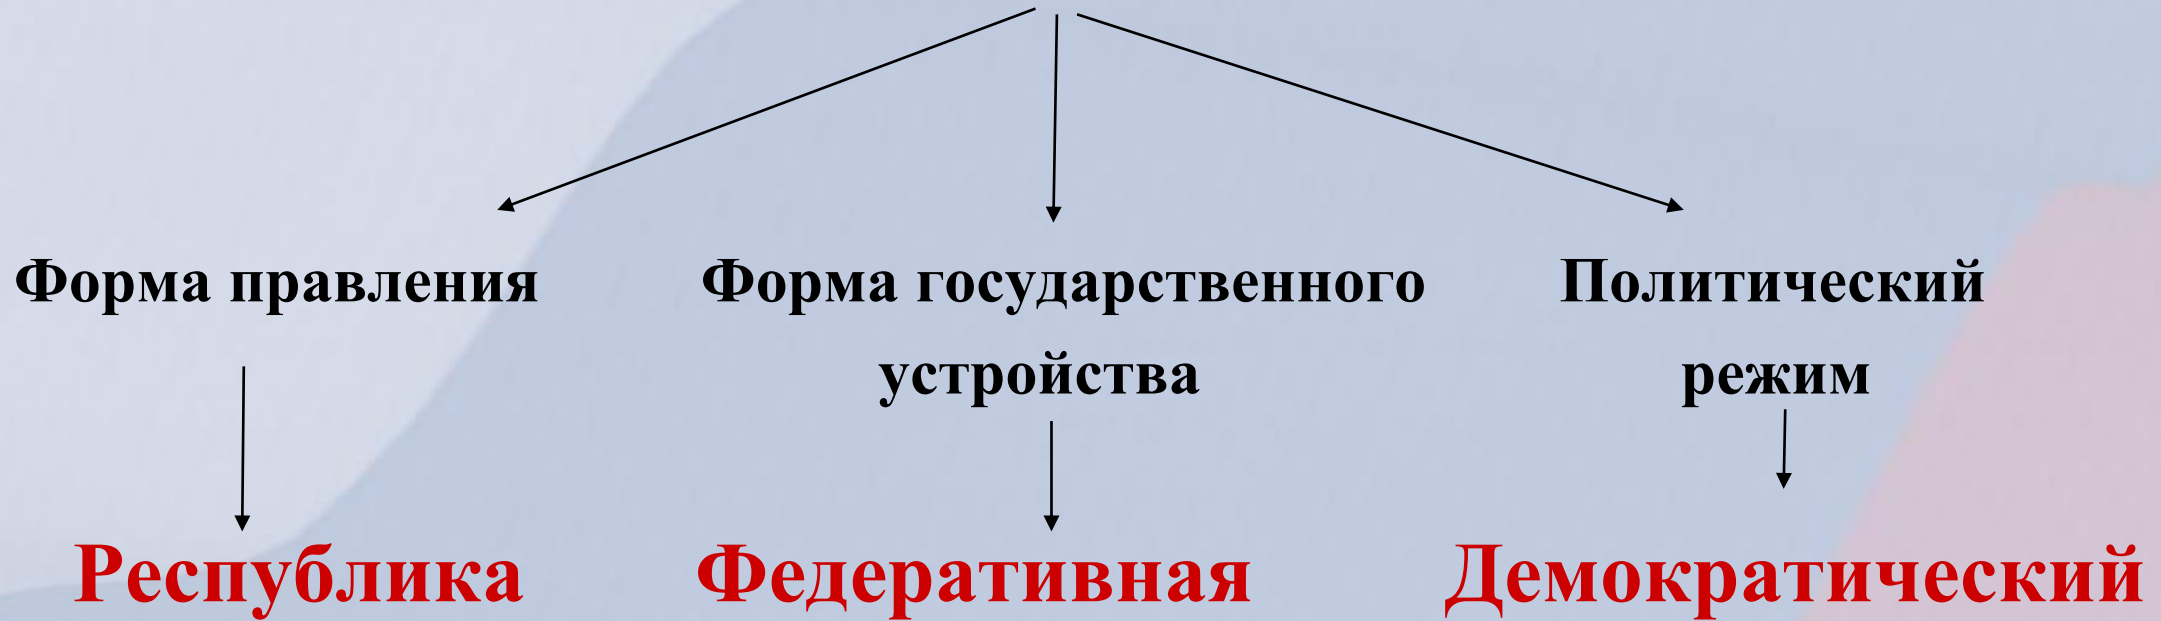 Форма правления
Форма государственного
устройства
Политический
режим
Республика
Федеративная
Демократический